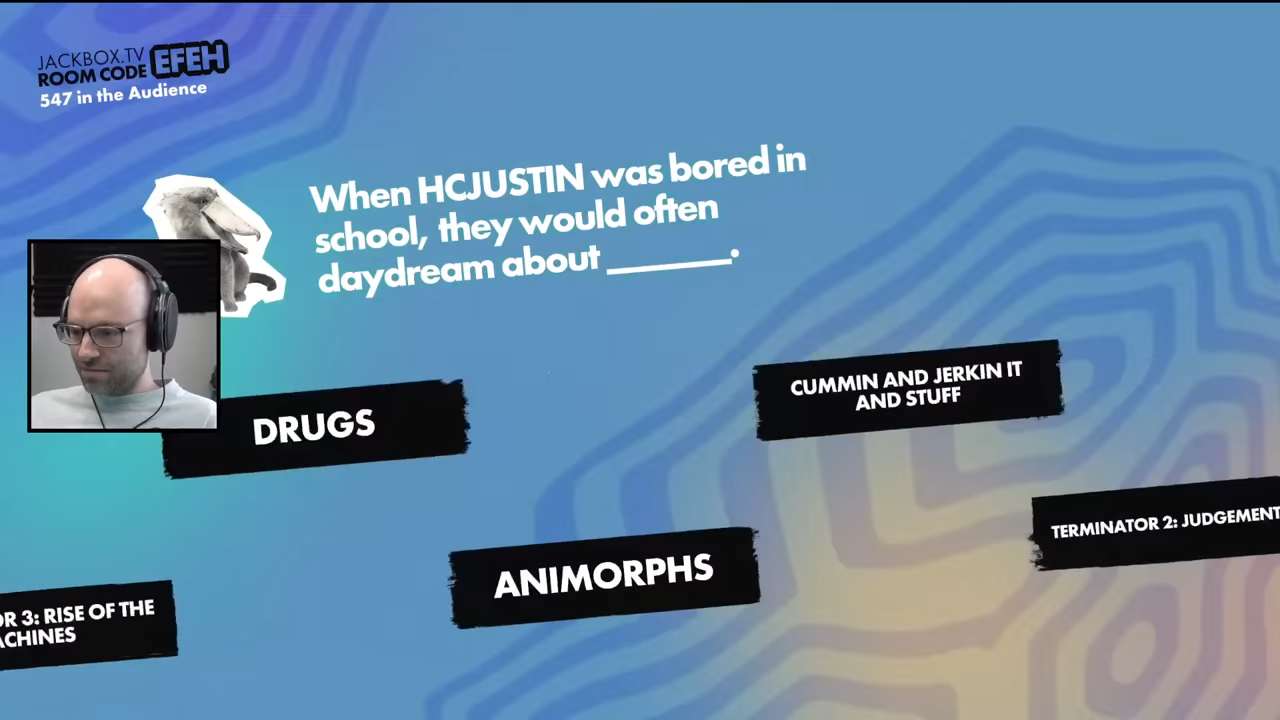 JACKBOX.TV
ROOM CODE EFEH
547 in the Audience
When HCJUSTIN was bored in
school, they would often
daydream about ______.
CUMMIN AND JERKIN IT
AND STUFF
DRUGS
TERMINATOR 2: JUDGEMENT
ANIMORPHS
OR 3: RISE OF THE
ACHINES